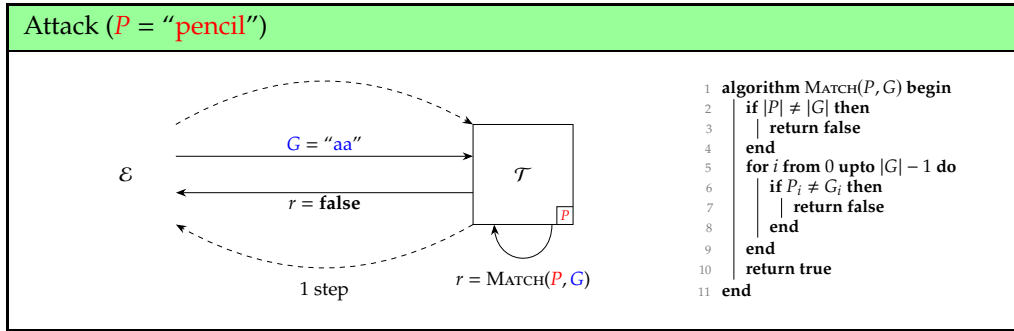 Attack (P = “pencil”)
G = “aa”
ℰ
𝒯
r = false
P
1 step
r = Match(P, G)
1 algorithm Match(P, G) begin
2 if |P| ≠ |G| then
3 return false
4 end
5 for i from 0 upto |G| − 1 do
6 if Pᵢ ≠ Gᵢ then
7 return false
8 end
9 end
10 return true
11 end